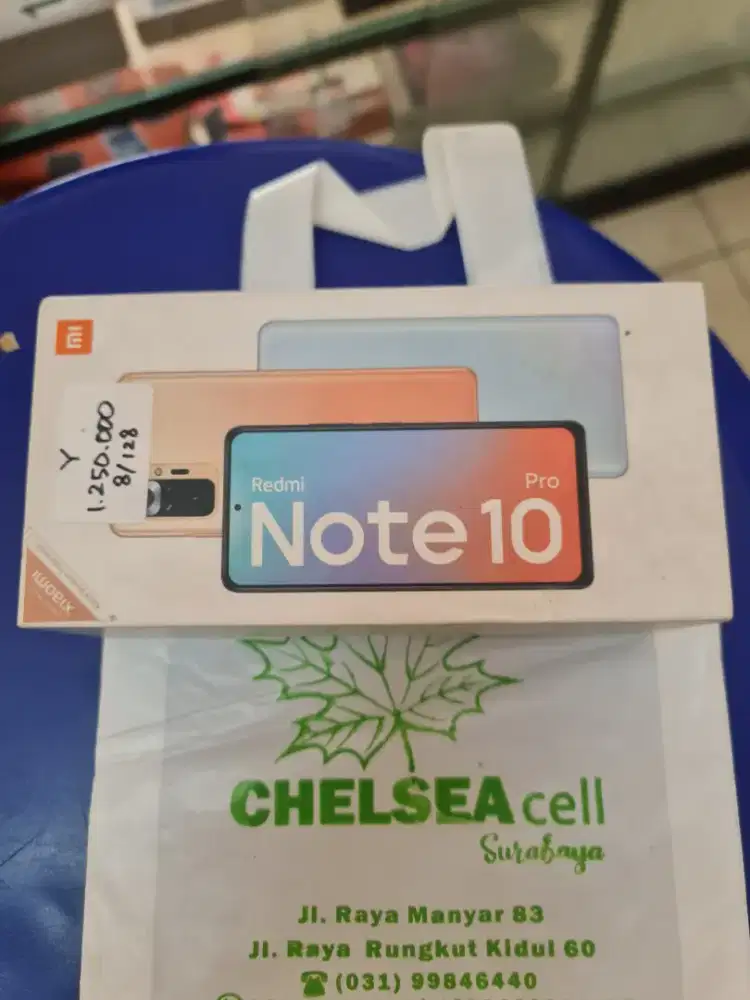 mi
Y
1.250.000
8/128
Redmi
Pro
Note 10
XIAOMI
CHELSEA cell
Surabaya
Jl. Raya Manyar 83
Jl. Raya Rungkut Kidul 60
(031) 99846440